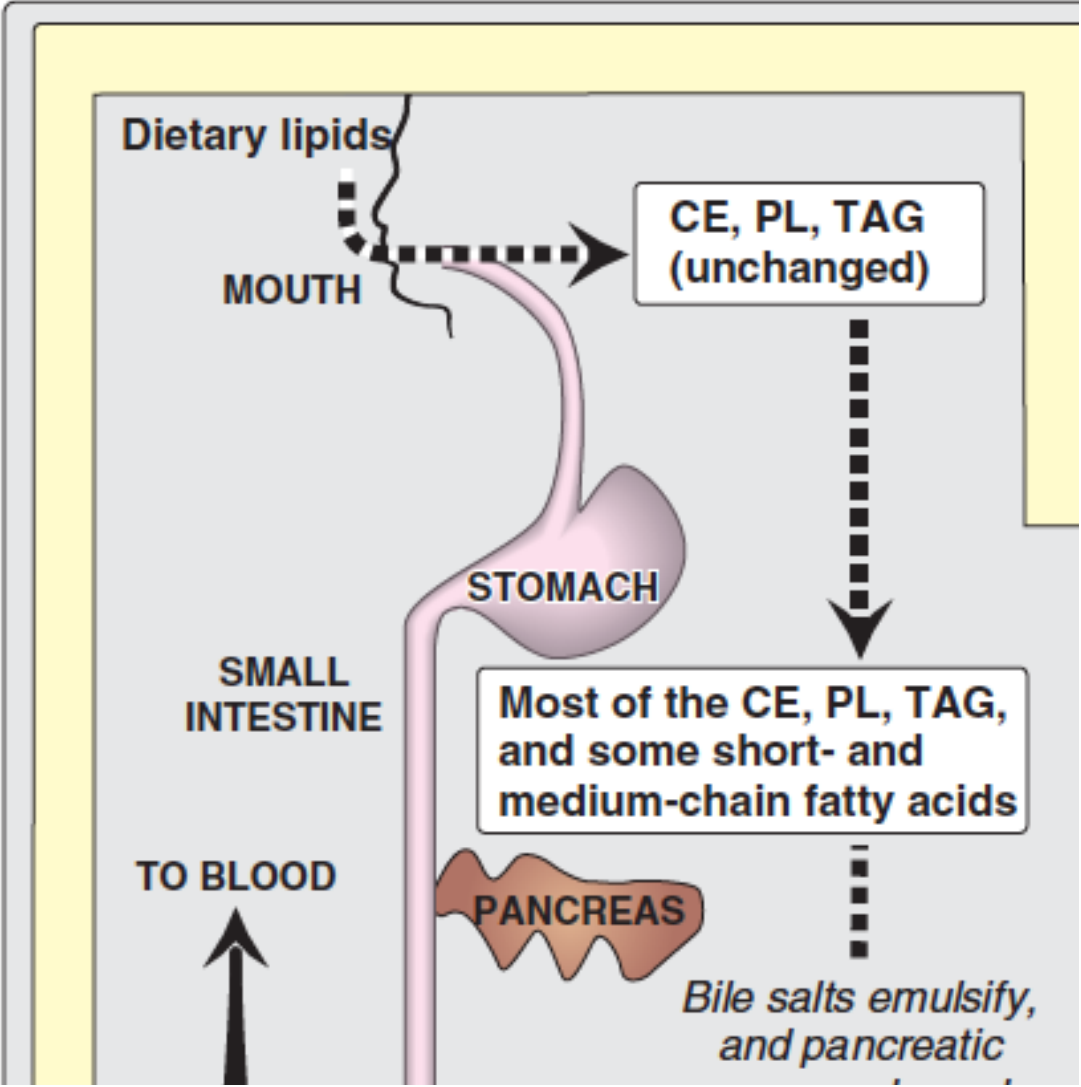 Dietary lipids
CE, PL, TAG
(unchanged)
MOUTH
STOMACH
SMALL
INTESTINE
Most of the CE, PL, TAG,
and some short- and
medium-chain fatty acids
TO BLOOD
PANCREAS
Bile salts emulsify,
and pancreatic